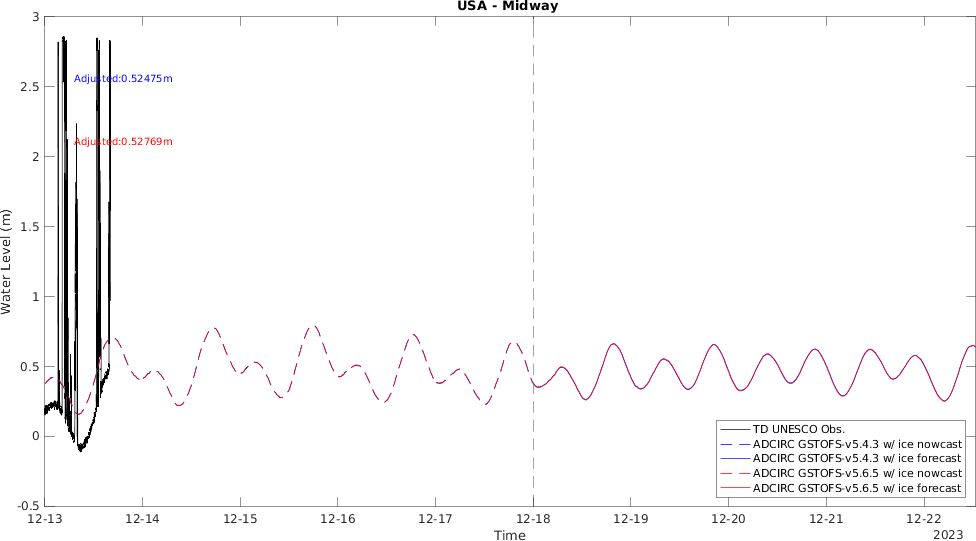 USA - Midway
3
2.5
2
1.5
1
0.5
0
-0.5
Water Level (m)
Adjusted:0.52475m
Adjusted:0.52769m
TD UNESCO Obs.
ADCIRC GSTOFS-v5.4.3 w/ ice nowcast
ADCIRC GSTOFS-v5.4.3 w/ ice forecast
ADCIRC GSTOFS-v5.6.5 w/ ice nowcast
ADCIRC GSTOFS-v5.6.5 w/ ice forecast
12-13 12-14 12-15 12-16 12-17 12-18 12-19 12-20 12-21 12-22
Time
2023